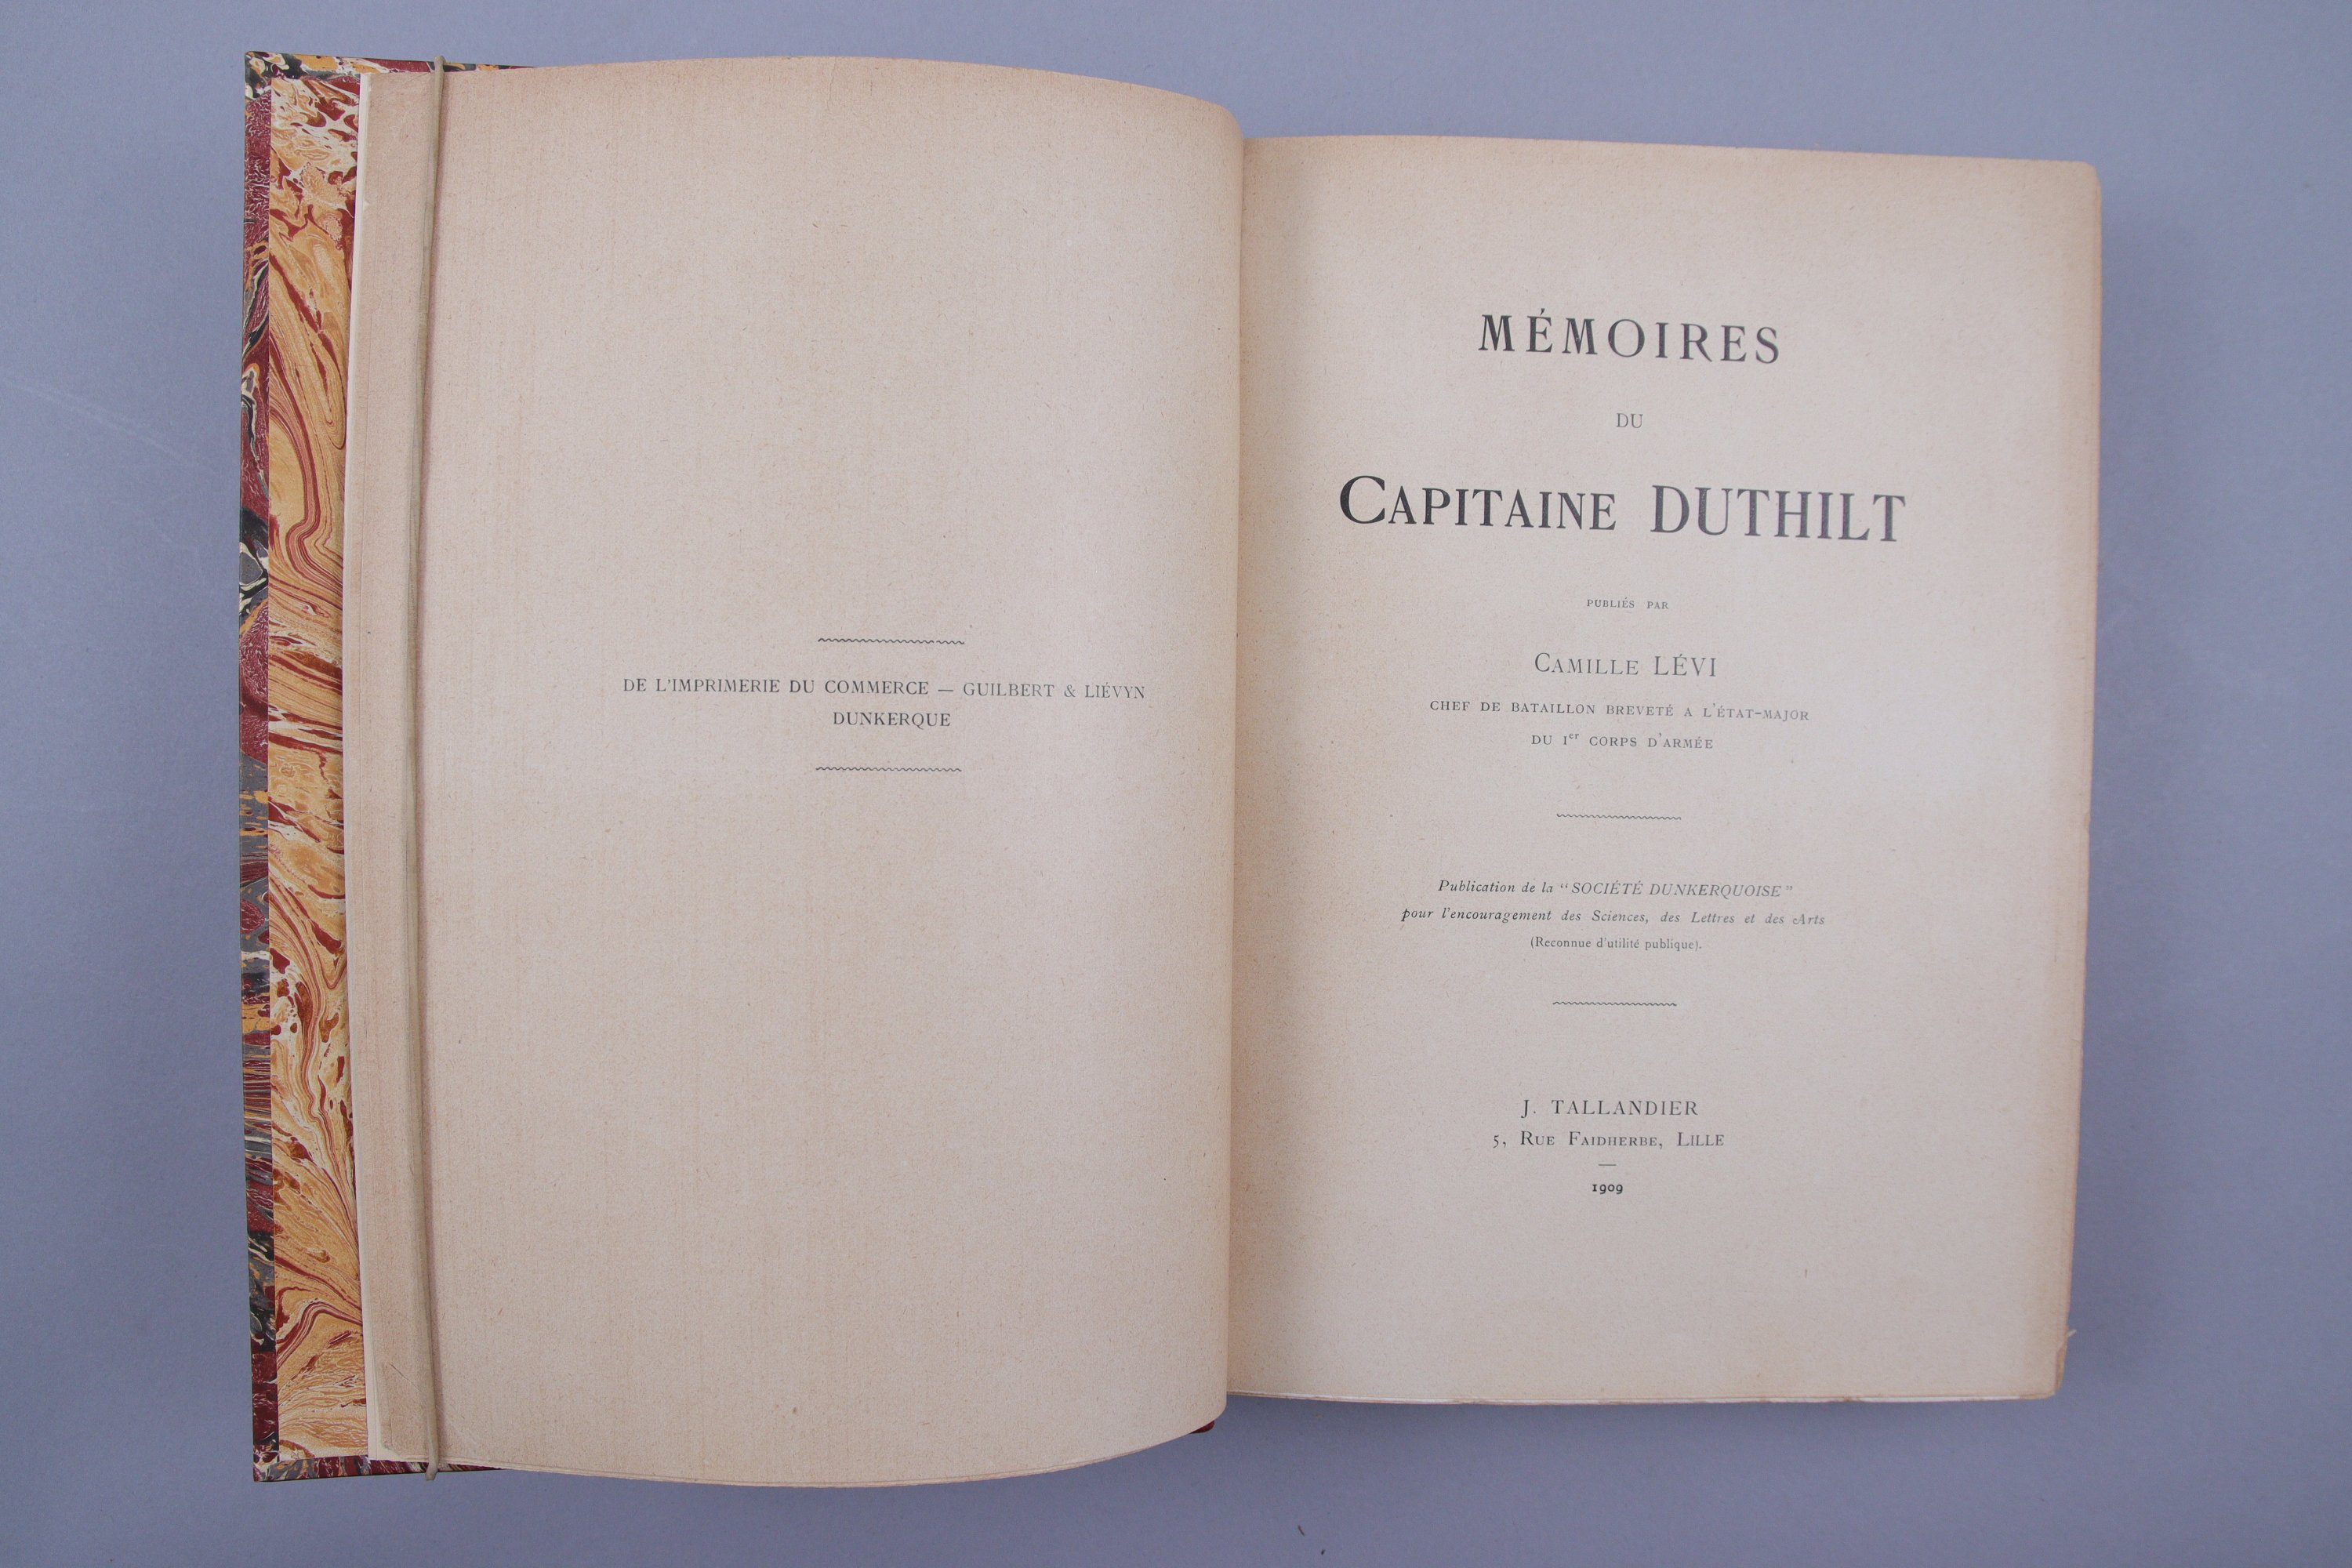 DE L'IMPRIMERIE DU COMMERCE — GUILBERT & LIÉVYN
DUNKERQUE
MÉMOIRES
DU
CAPITAINE DUTHILT
PUBLIÉS PAR
CAMILLE LÉVI
CHEF DE BATAILLON BREVETÉ A L'ÉTAT-MAJOR
DU Ier CORPS D'ARMÉE
Publication de la "SOCIÉTÉ DUNKERQUOISE"
pour l'encouragement des Sciences, des Lettres et des Arts
(Reconnue d'utilité publique).
J. TALLANDIER
5, RUE FAIDHERBE, LILLE
1909